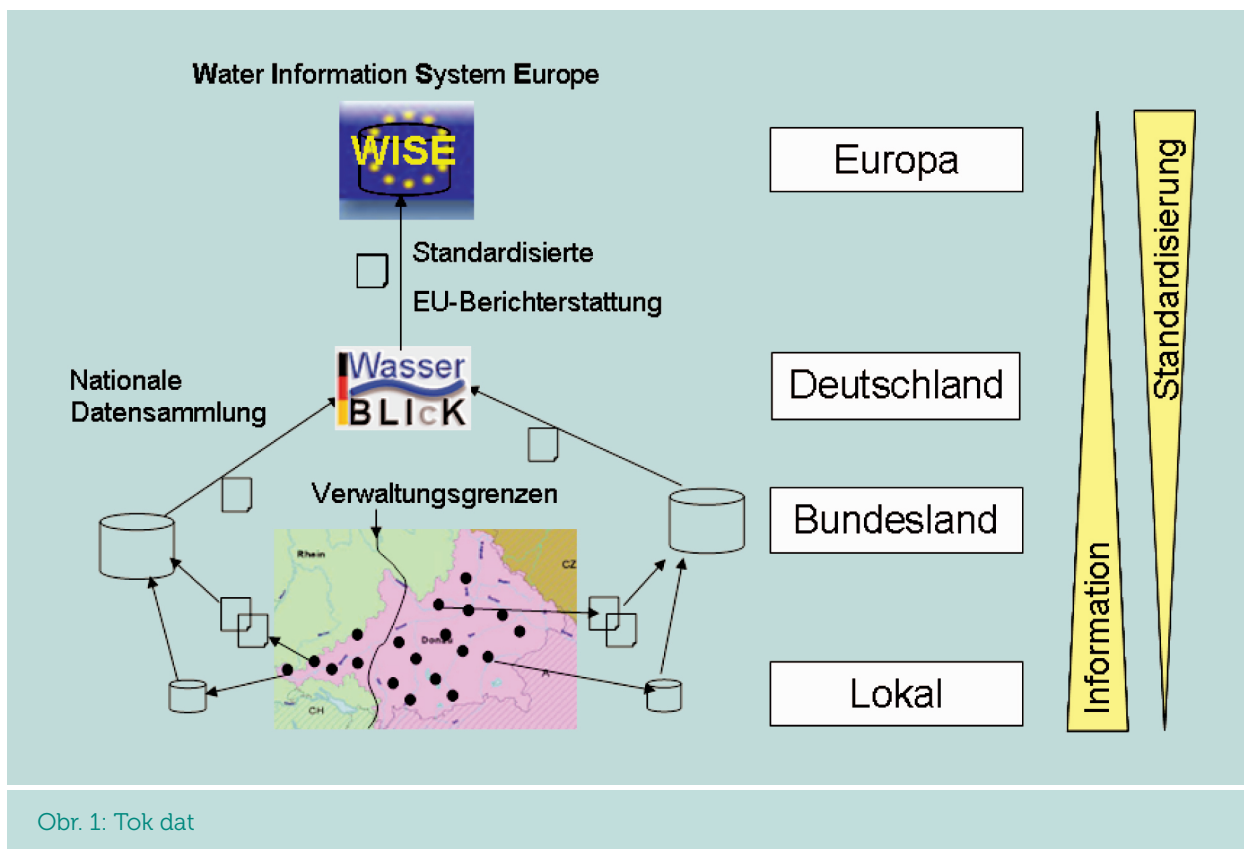 Water Information System Europe
WISE
Europa
Standardisierte
EU-Berichterstattung
Standardisierung
Wasser
BLIcK
Deutschland
Nationale
Datensammlung
Verwaltungsgrenzen
Bundesland
Rhein
CZ
Donau
A
CH
Lokal
Information
Obr. 1: Tok dat